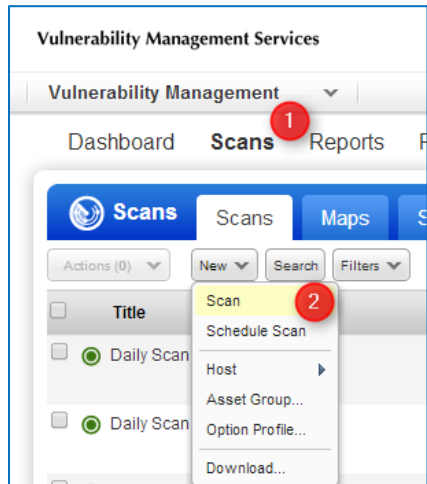 Vulnerability Management Services
Vulnerability Management
1
Dashboard Scans Reports
Scans Scans Maps S
Actions (0) New Search Filters
Scan 2
Title
Schedule Scan
Daily Scan
Host
Asset Group...
Daily Scan
Option Profile...
Download...